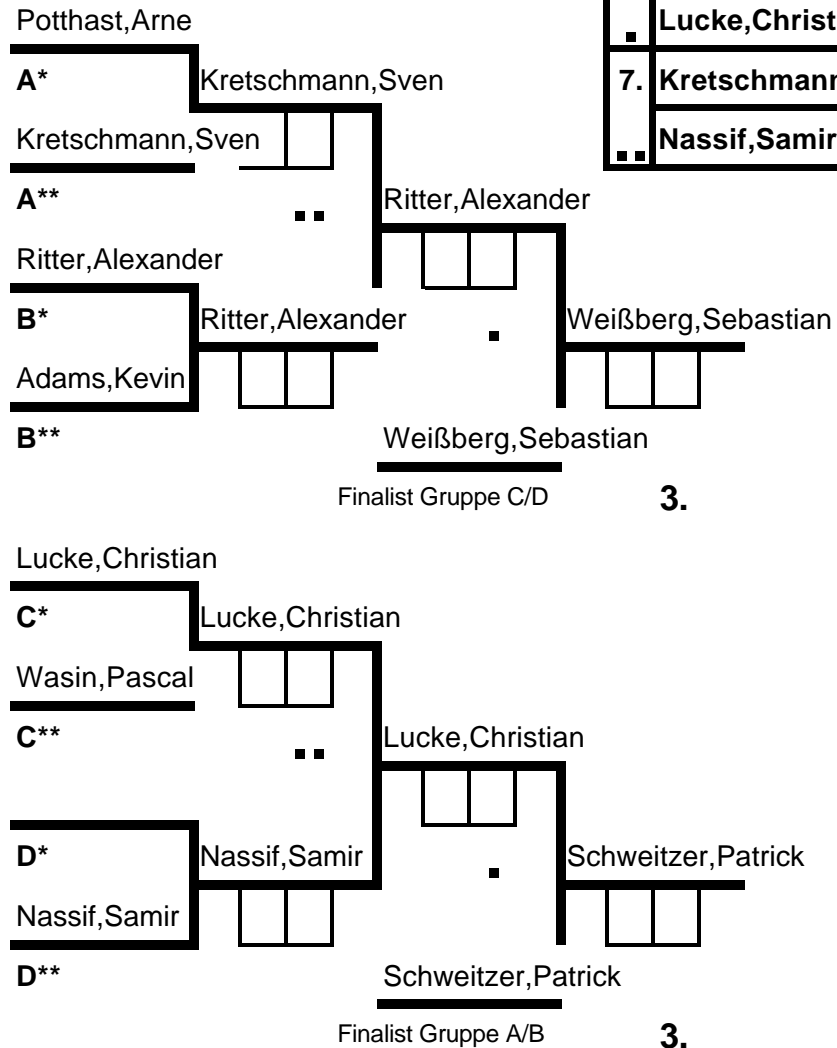 Potthast,Arne
Lucke,Christ
A*
Kretschmann,Sven
7.
Kretschman
Kretschmann,Sven
Nassif,Samir
A**
Ritter,Alexander
Ritter,Alexander
B*
Ritter,Alexander
Weißberg,Sebastian
Adams,Kevin
B**
Weißberg,Sebastian
Finalist Gruppe C/D
3.
Lucke,Christian
C*
Lucke,Christian
Wasin,Pascal
C**
Lucke,Christian
D*
Nassif,Samir
Schweitzer,Patrick
Nassif,Samir
D**
Schweitzer,Patrick
Finalist Gruppe A/B
3.